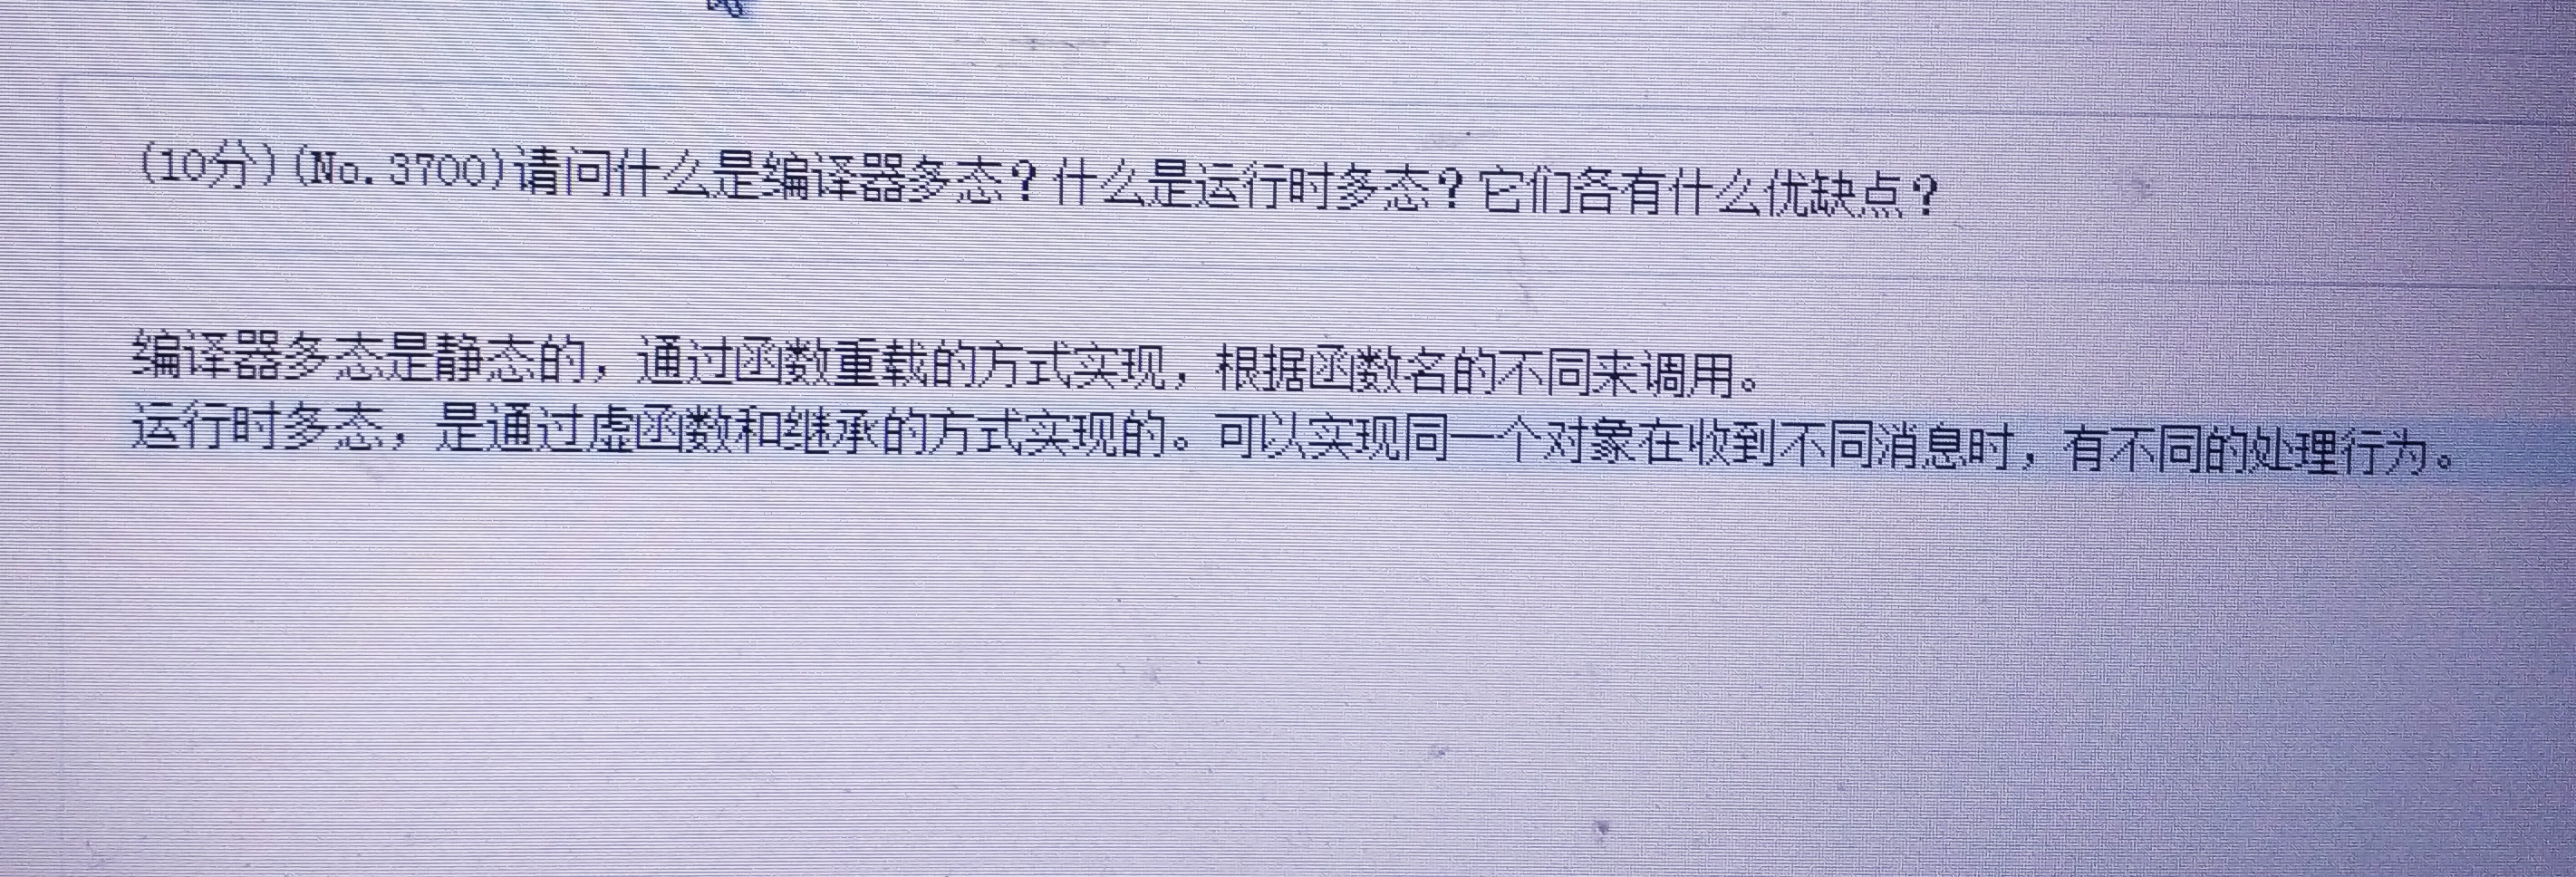 (10分)(No.3700)请问什么是编译器多态?什么是运行时多态?它们各有什么优缺点?
编译器多态是静态的，通过函数重载的方式实现，根据函数名的不同来调用。
运行时多态，是通过虚函数和继承的方式实现的。可以实现同一个对象在收到不同消息时，有不同的处理行为。